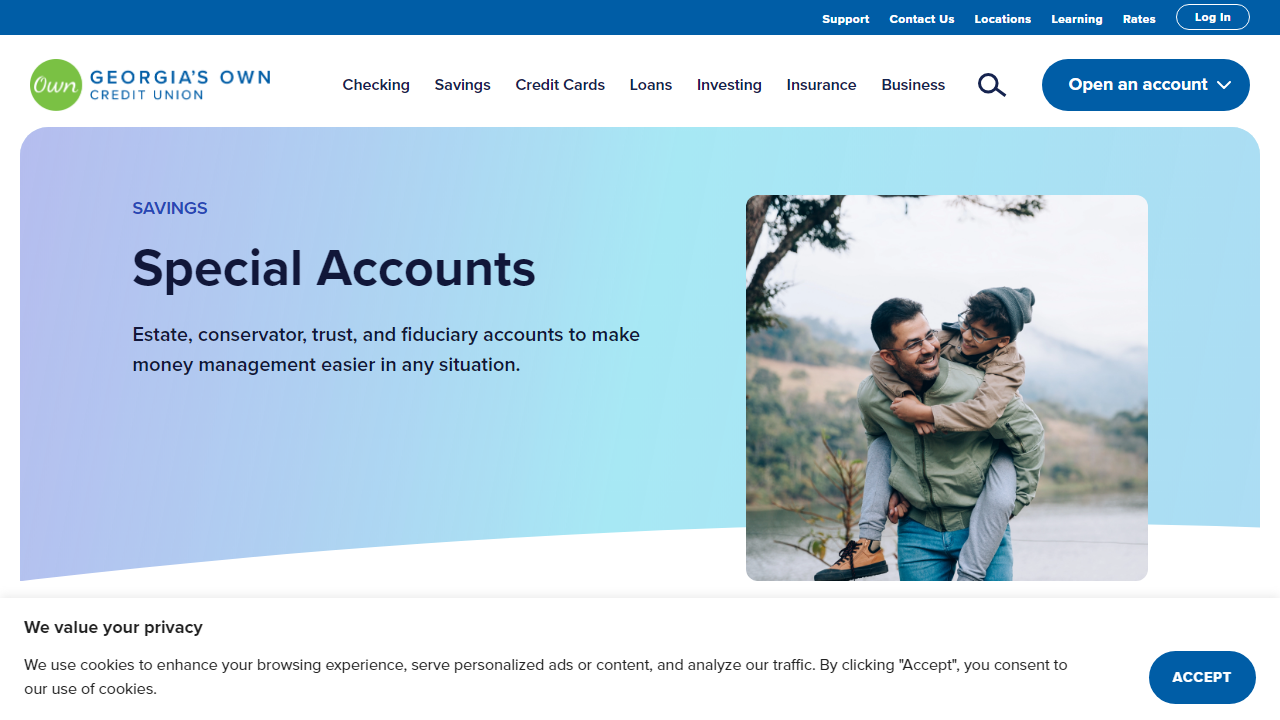 Support Contact Us Locations Learning Rates Log In
Own GEORGIA'S OWN
CREDIT UNION
Checking Savings Credit Cards Loans Investing Insurance Business Open an account
SAVINGS
Special Accounts
Estate, conservator, trust, and fiduciary accounts to make
money management easier in any situation.
We value your privacy
We use cookies to enhance your browsing experience, serve personalized ads or content, and analyze our traffic. By clicking "Accept", you consent to
our use of cookies.
ACCEPT